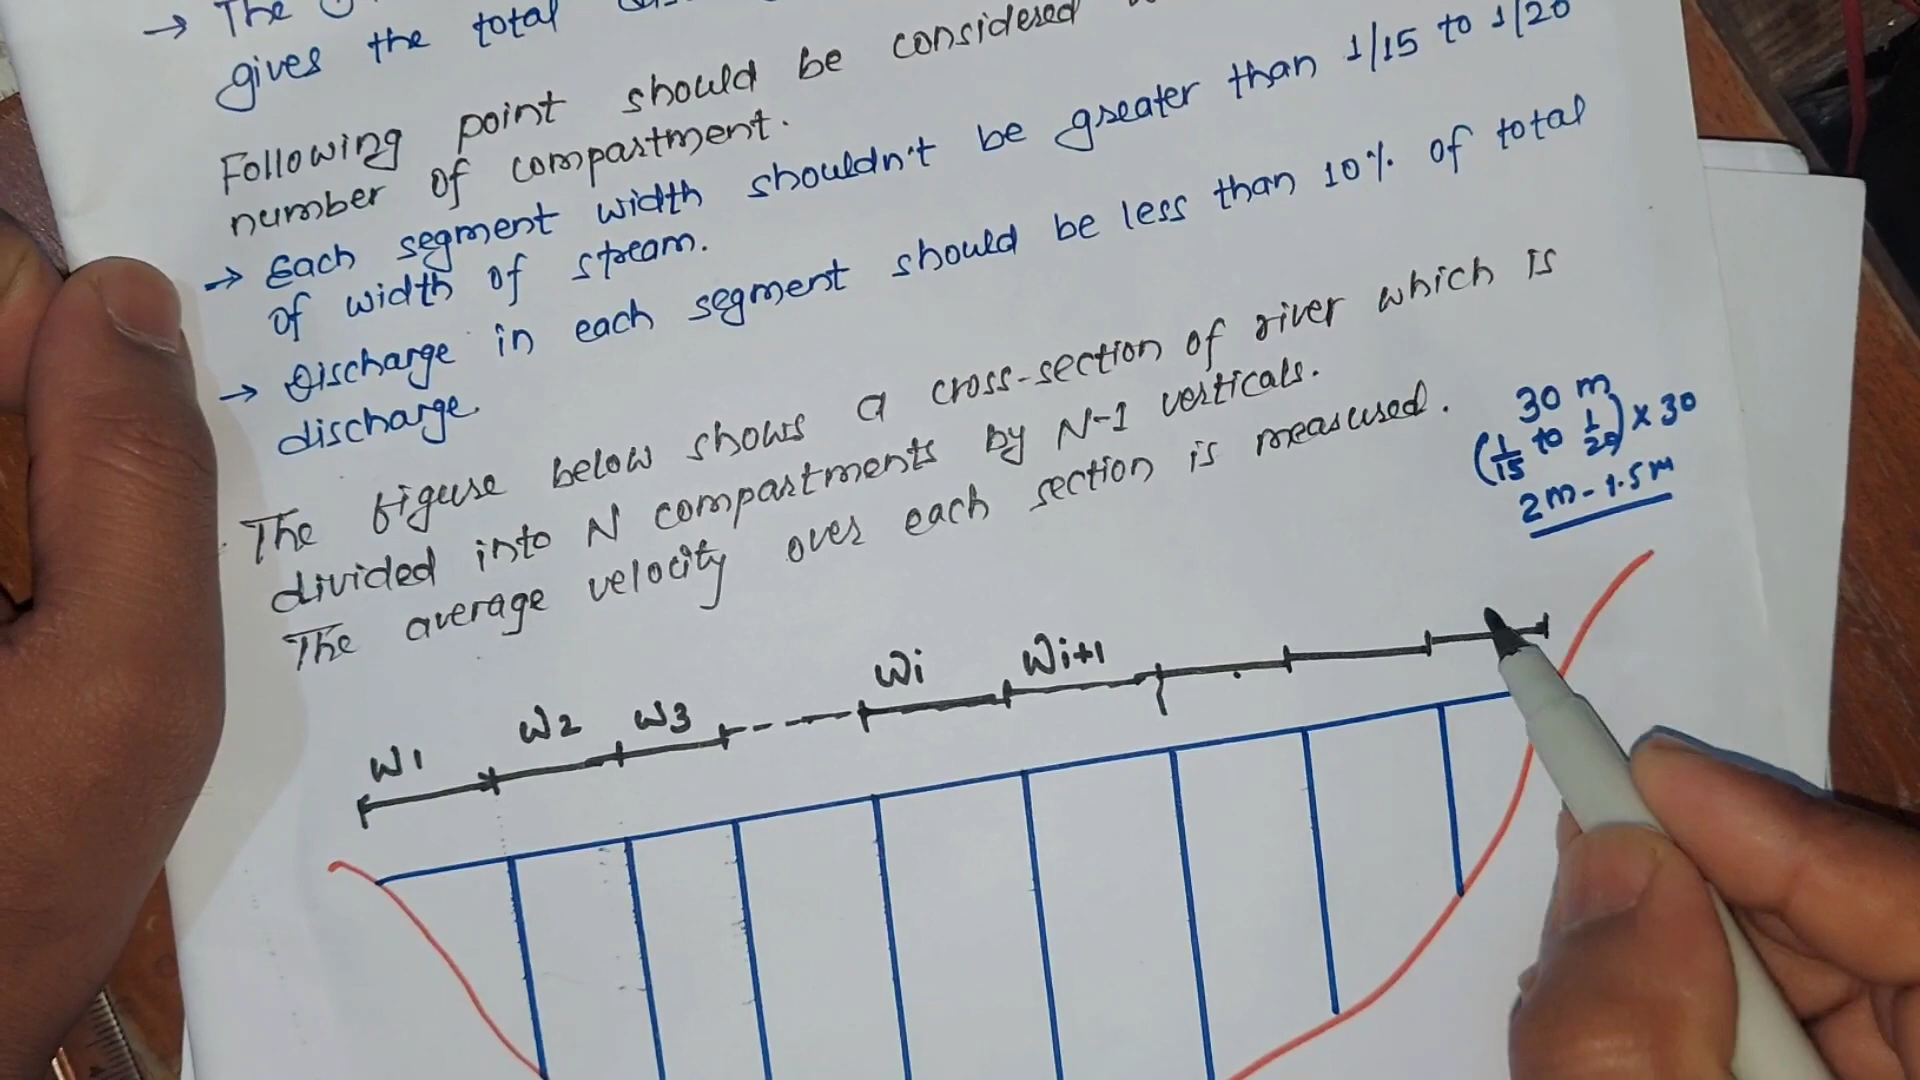 → The
gives the total
Following point should be considered
number of compartment.
→ Each segment width shouldn't be greater than 1/15 to 1/20
of width of stream.
→ Discharge in each segment should be less than 10% of total
discharge.
The figure below shows a cross-section of river which is
divided into N compartments by N-1 verticals.
The average velocity over each section is measured.
30 m
(1/15 to 1/20) × 30
2m - 1.5m
W1 W2 W3 Wi Wi+1